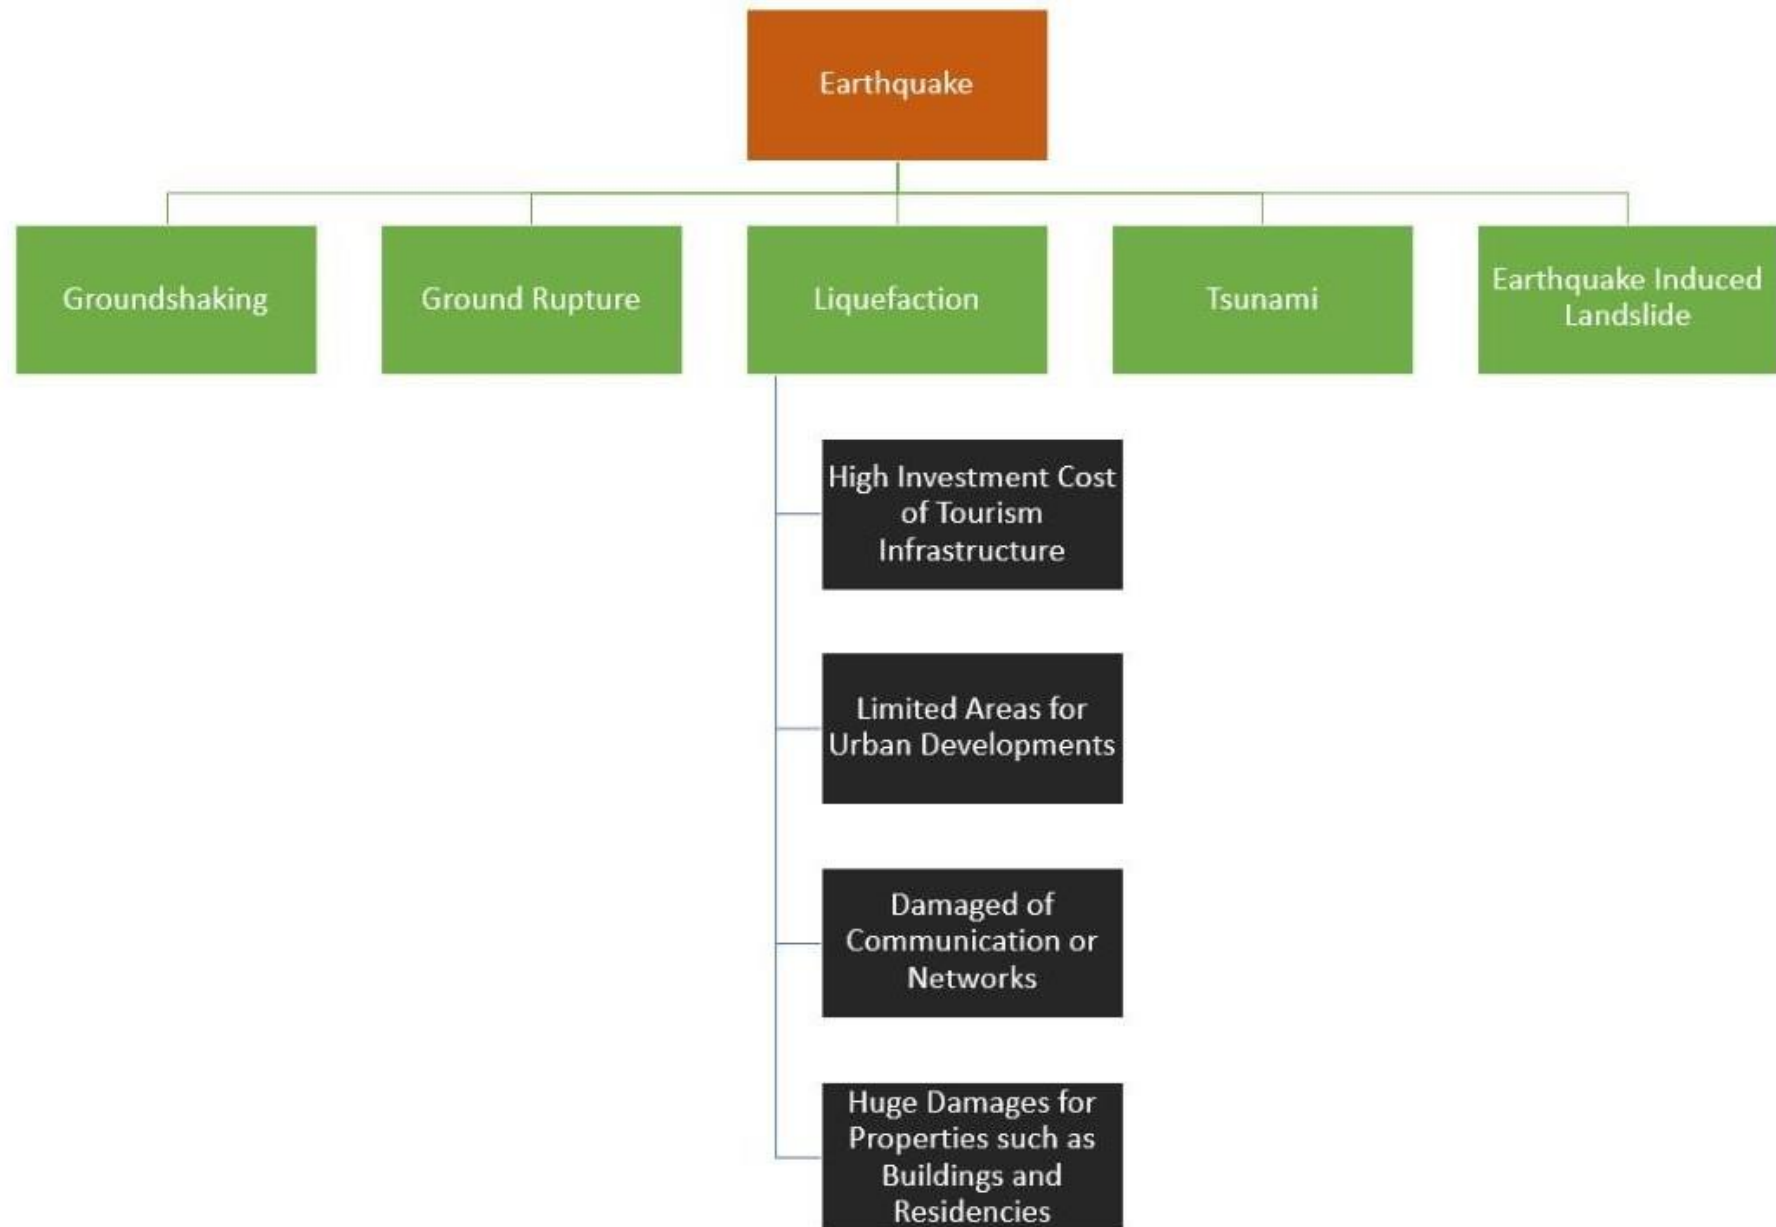 Earthquake
Groundshaking
Ground Rupture
Liquefaction
Tsunami
Earthquake Induced
Landslide
High Investment Cost
of Tourism
Infrastructure
Limited Areas for
Urban Developments
Damaged of
Communication or
Networks
Huge Damages for
Properties such as
Buildings and
Residencies